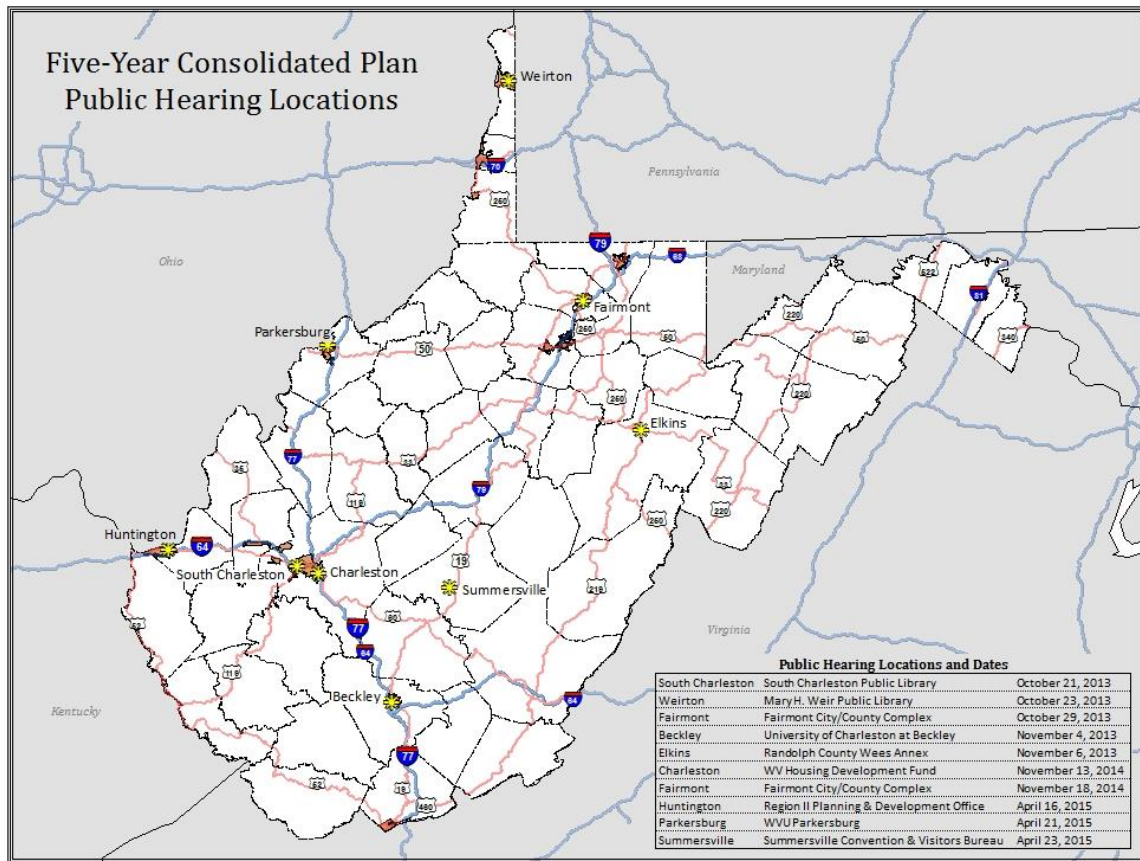 Five-Year Consolidated Plan
Public Hearing Locations
Weirton
70
Pennsylvania
250
79
Ohio
68
Maryland
522
81
Fairmont
220
Parkersburg
250
50
50
50
340
220
250
Elkins
77
33
79
35
119
33
220
250
Huntington
64
South Charleston
Charleston
19
Summersville
219
60
52
77
Virginia
64
119
Beckley
64
Kentucky
77
52
19
460
Public Hearing Locations and Dates
South Charleston South Charleston Public Library October 21, 2013
Weirton Mary H. Weir Public Library October 23, 2013
Fairmont Fairmont City/County Complex October 29, 2013
Beckley University of Charleston at Beckley November 4, 2013
Elkins Randolph County Wees Annex November 6, 2013
Charleston WV Housing Development Fund November 13, 2014
Fairmont Fairmont City/County Complex November 18, 2014
Huntington Region II Planning & Development Office April 16, 2015
Parkersburg WVU Parkersburg April 21, 2015
Summersville Summersville Convention & Visitors Bureau April 23, 2015